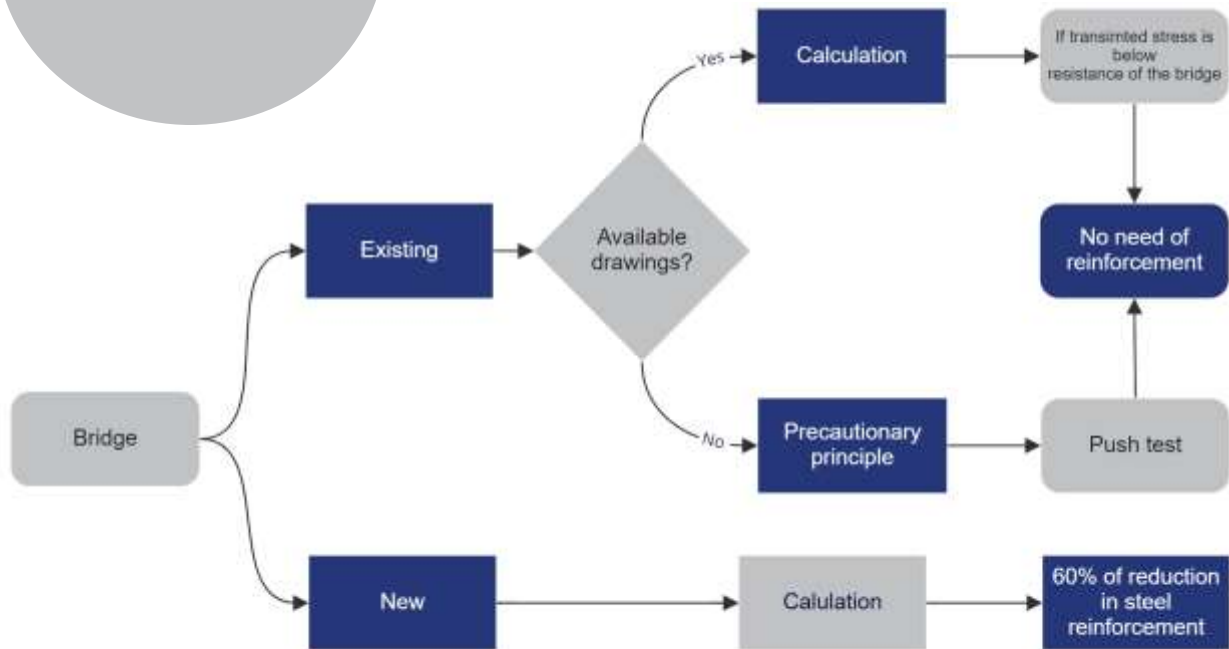 Yes
Calculation
If transimted stress is
below
resistance of the bridge
Existing
Available
drawings?
No need of
reinforcement
Bridge
No
Precautionary
principle
Push test
New
Calulation
60% of reduction
in steel
reinforcement